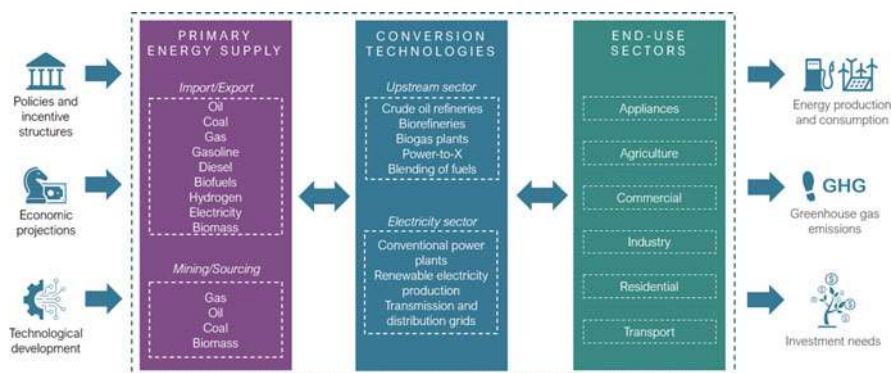 Policies and
incentive
structures
Economic
projections
Technological
development
PRIMARY
ENERGY SUPPLY
Import/Export
Oil
Coal
Gas
Gasoline
Diesel
Biofuels
Hydrogen
Electricity
Biomass
Mining/Sourcing
Gas
Oil
Coal
Biomass
CONVERSION
TECHNOLOGIES
Upstream sector
Crude oil refineries
Biorefineries
Biogas plants
Power-to-X
Blending of fuels
Electricity sector
Conventional power
plants
Renewable electricity
production
Transmission and
distribution grids
END-USE
SECTORS
Appliances
Agriculture
Commercial
Industry
Residential
Transport
Energy production
and consumption
GHG
Greenhouse gas
emissions
Investment needs